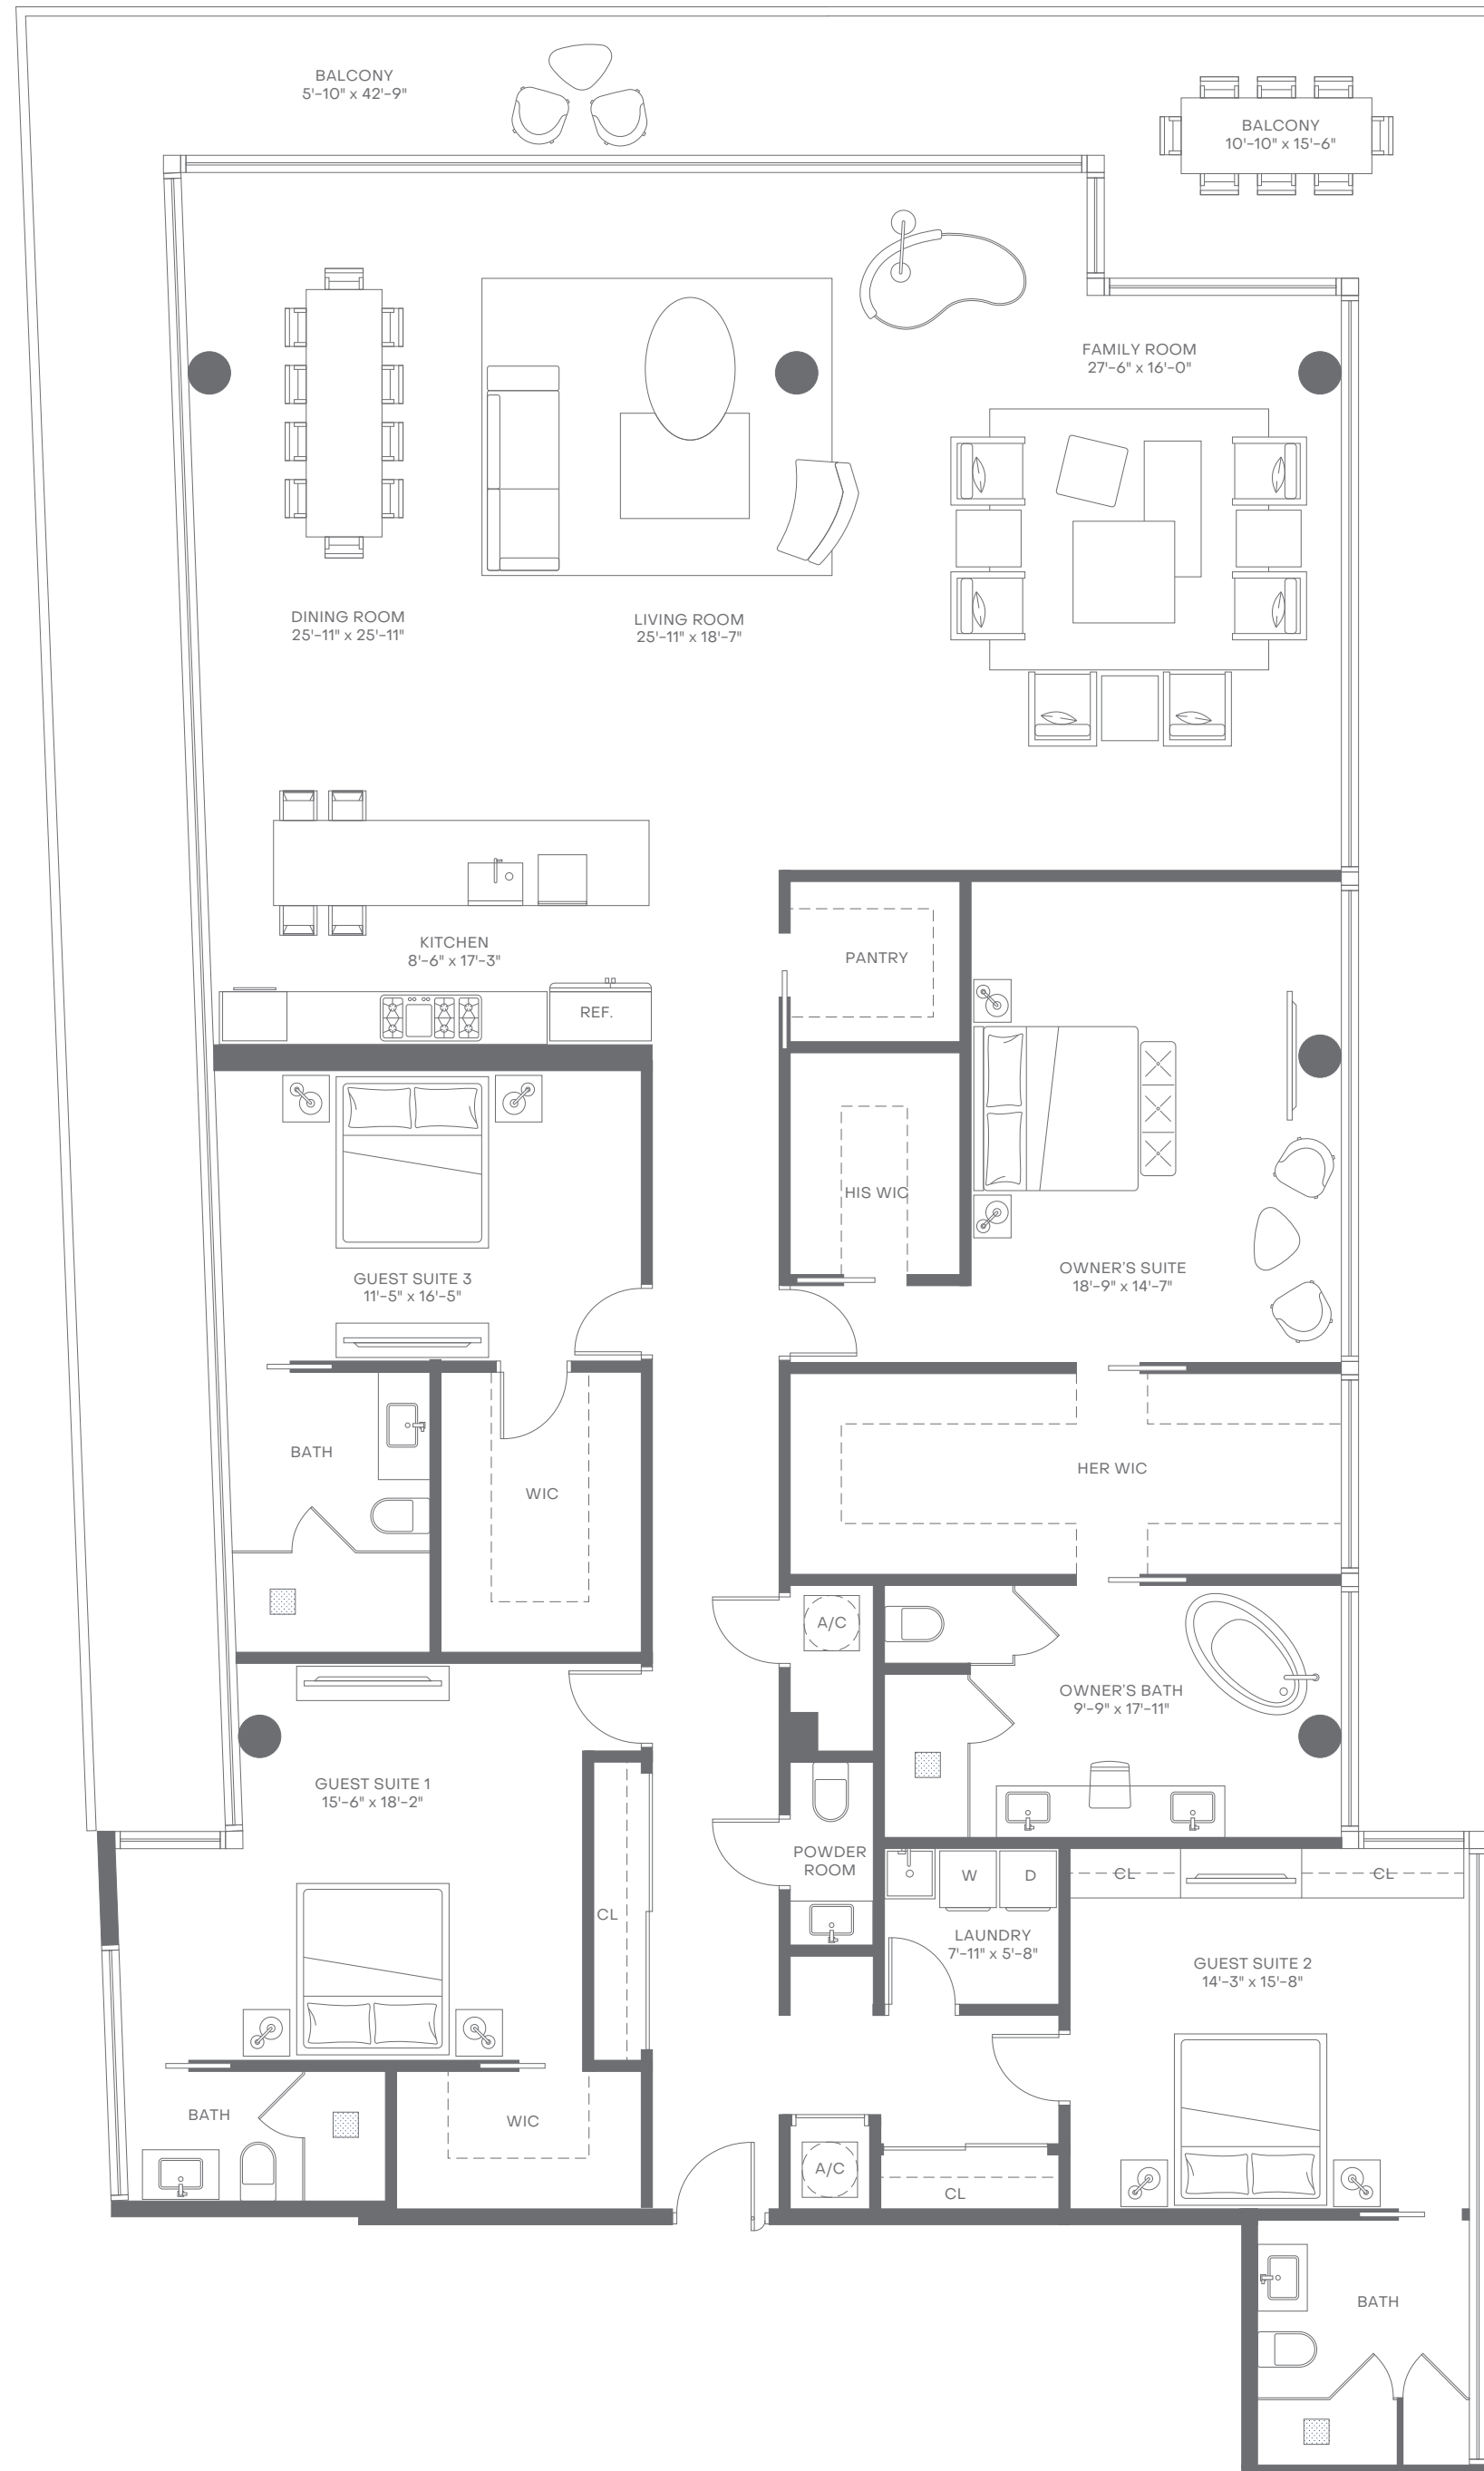 BALCONY
5'-10" x 42'-9"
BALCONY
10'-10" x 15'-6"
FAMILY ROOM
27'-6" x 16'-0"
DINING ROOM
25'-11" x 25'-11"
LIVING ROOM
25'-11" x 18'-7"
KITCHEN
8'-6" x 17'-3"
PANTRY
REF.
HIS WIC
OWNER'S SUITE
18'-9" x 14'-7"
GUEST SUITE 3
11'-5" x 16'-5"
BATH
WIC
HER WIC
A/C
OWNER'S BATH
9'-9" x 17'-11"
GUEST SUITE 1
15'-6" x 18'-2"
POWDER
ROOM
CL
W
D
CL
CL
LAUNDRY
7'-11" x 5'-8"
GUEST SUITE 2
14'-3" x 15'-8"
BATH
WIC
A/C
CL
BATH